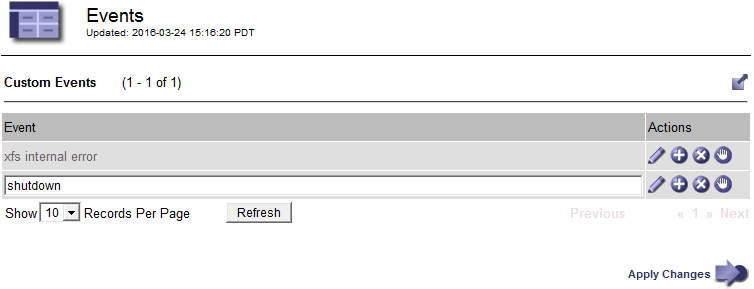 Events
Updated: 2016-03-24 15:16:20 PDT
Custom Events (1 - 1 of 1)
Event Actions
xfs internal error
shutdown
Show 10 Records Per Page Refresh Previous « 1 » Next
Apply Changes